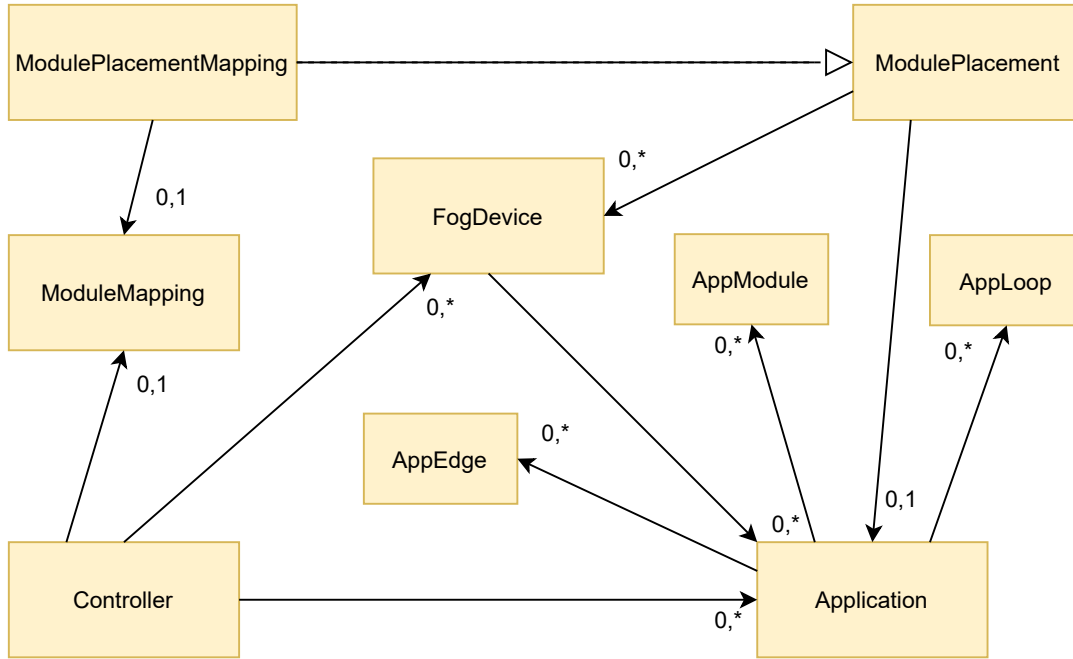 ModulePlacementMapping
ModulePlacement
0,*
FogDevice
0,1
ModuleMapping
AppModule
AppLoop
0,*
0,*
0,*
0,1
0,*
AppEdge
0,1
0,*
Controller
Application
0,*